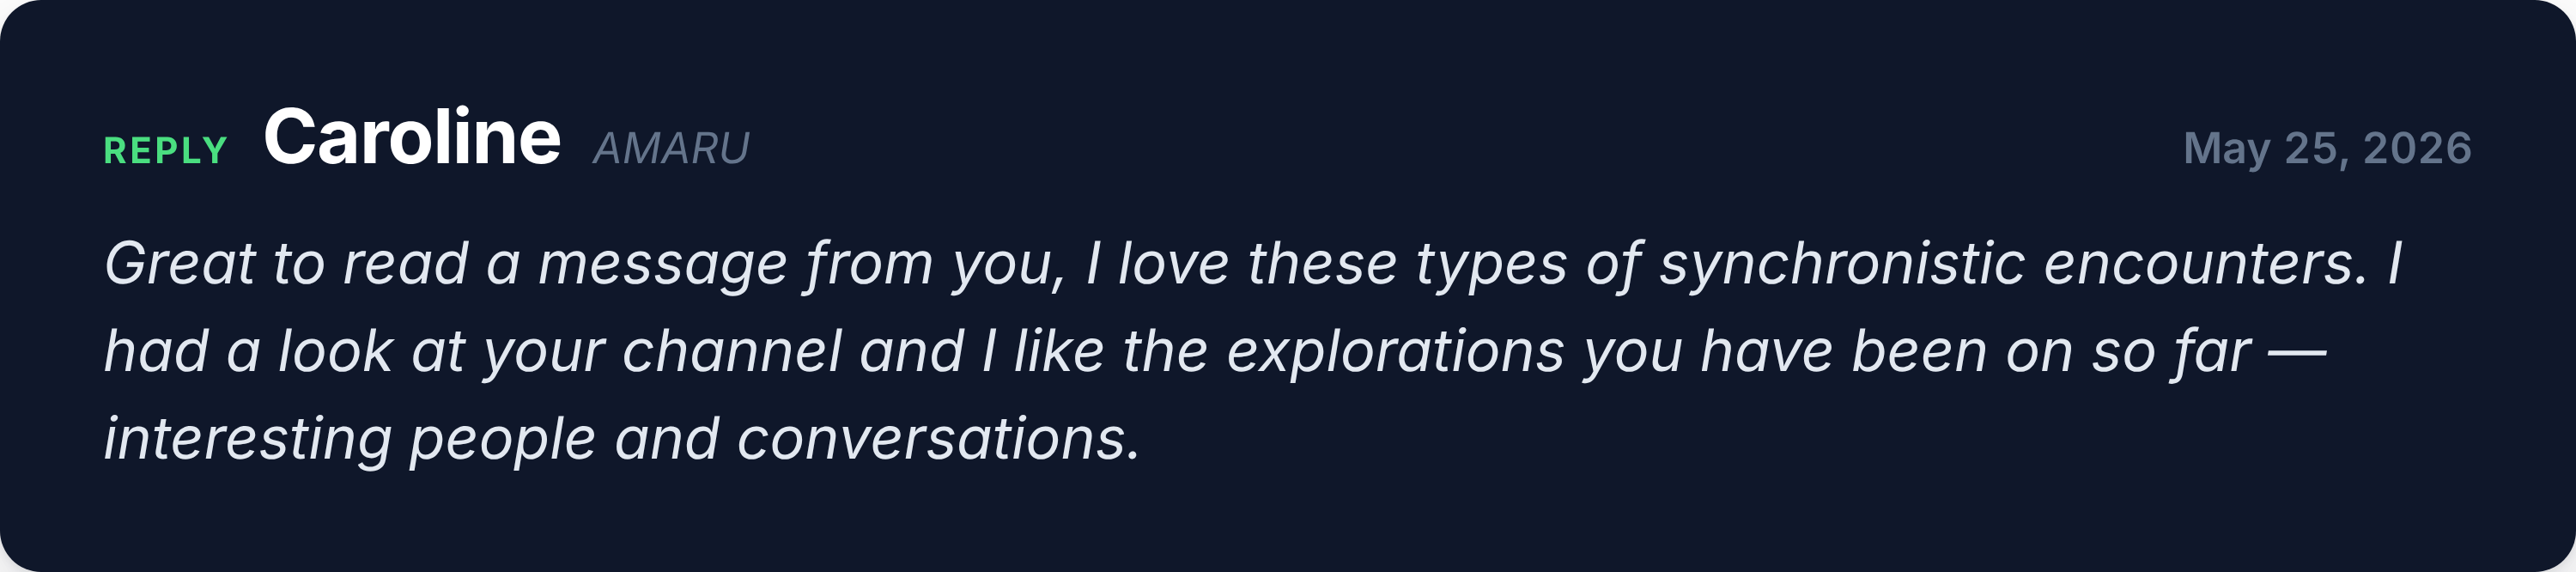 REPLY Caroline AMARU May 25, 2026
Great to read a message from you, I love these types of synchronistic encounters. I
had a look at your channel and I like the explorations you have been on so far —
interesting people and conversations.